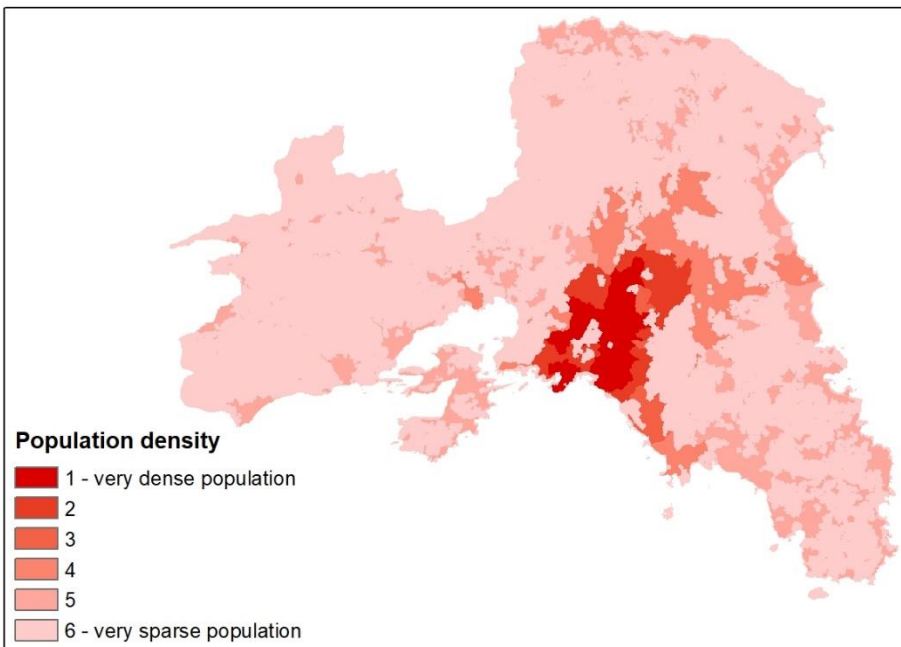 Population density
1 - very dense population
2
3
4
5
6 - very sparse population